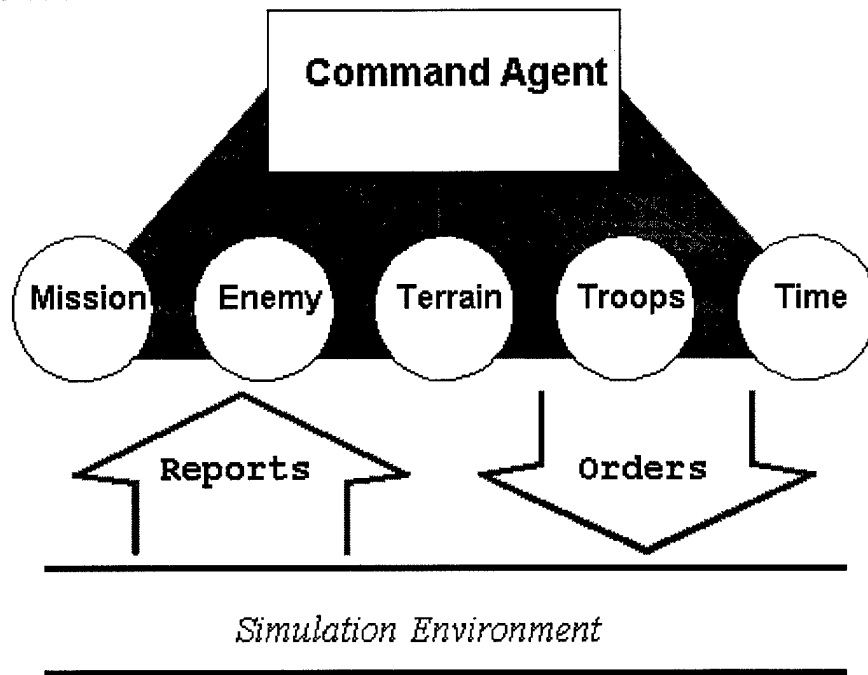 Command Agent
Mission Enemy Terrain Troops Time
Reports Orders
Simulation Environment